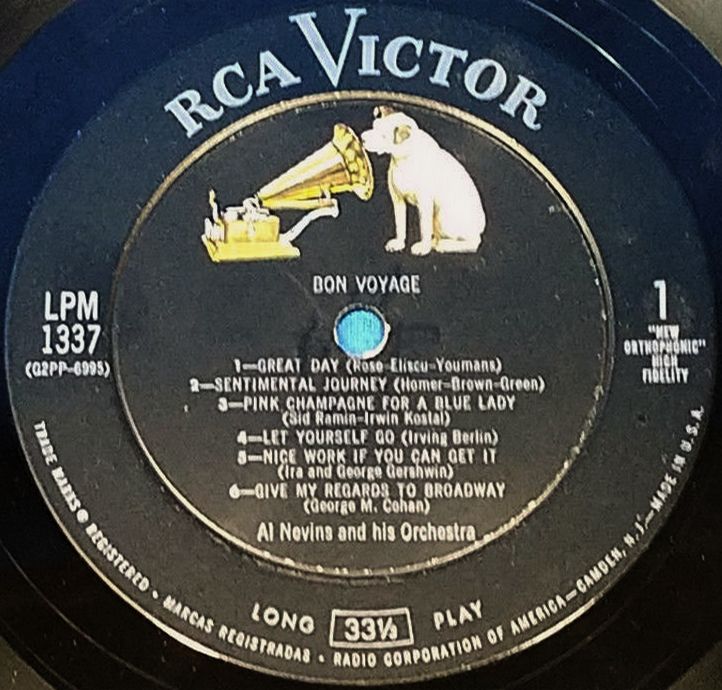 RCA VICTOR
BON VOYAGE
LPM
1337
(G2PP-6995)
1
"NEW
ORTHOPHONIC"
HIGH
FIDELITY
1—GREAT DAY (Rose-Eliscu-Youmans)
2—SENTIMENTAL JOURNEY (Homer-Brown-Green)
3—PINK CHAMPAGNE FOR A BLUE LADY
(Sid Ramin-Irwin Kostal)
4—LET YOURSELF GO (Irving Berlin)
5—NICE WORK IF YOU CAN GET IT
(Ira and George Gershwin)
6—GIVE MY REGARDS TO BROADWAY
(George M. Cohan)
Al Nevins and his Orchestra
LONG 33⅓ PLAY
TRADE MARKS ® REGISTERED • MARCAS REGISTRADAS • RADIO CORPORATION OF AMERICA—CAMDEN, N. J.—MADE IN U.S.A.